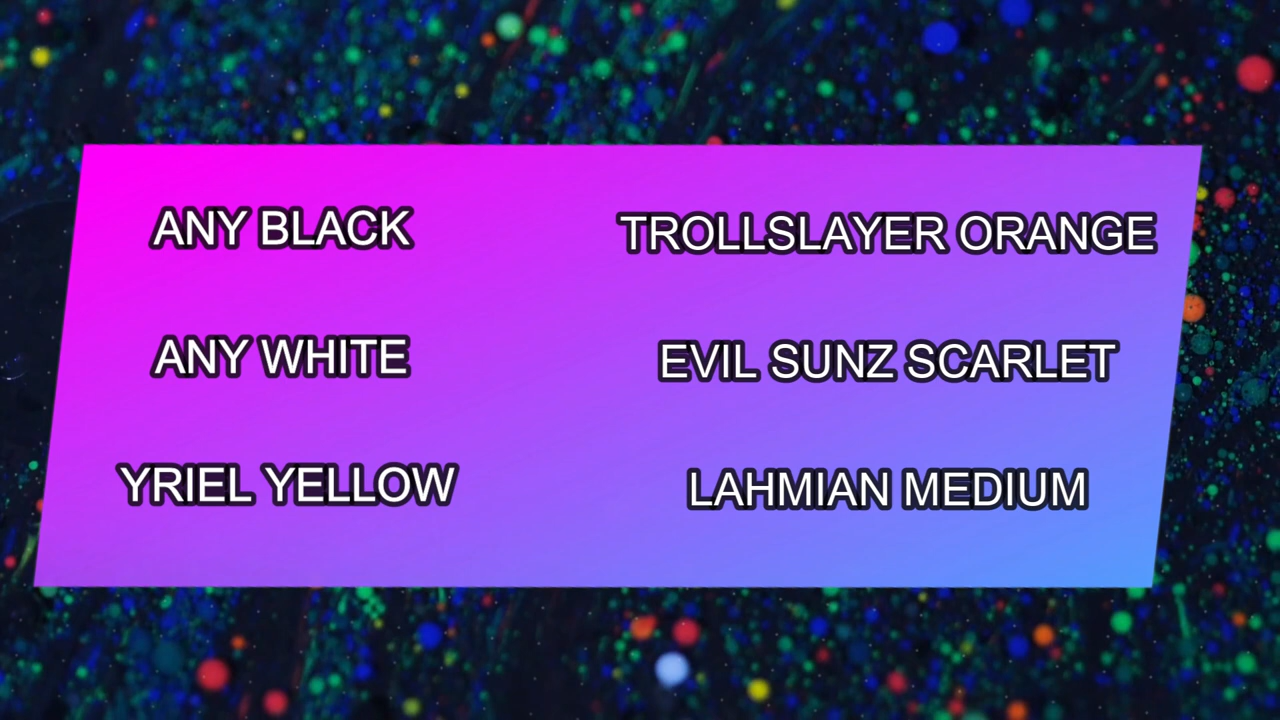 ANY BLACK
ANY WHITE
YRIEL YELLOW
TROLLSLAYER ORANGE
EVIL SUNZ SCARLET
LAHMIAN MEDIUM